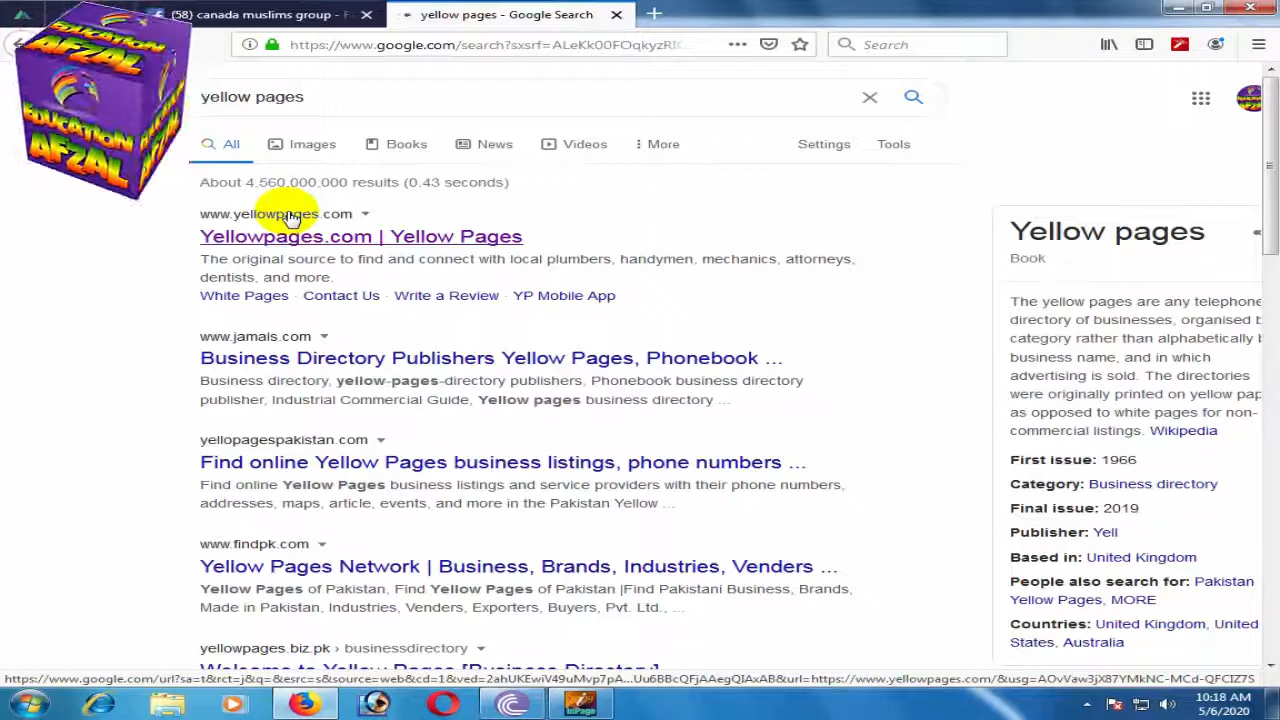 (58) canada muslims group - F
yellow pages - Google Search
https://www.google.com/search?sxsrf=ALeKk00FOqkyzRI
Search
EDUCATION
AFZAL
EDUCATION
AFZAL
yellow pages
All
Images
Books
News
Videos
More
Settings
Tools
About 4,560,000,000 results (0.43 seconds)
www.yellowpages.com
Yellowpages.com | Yellow Pages
The original source to find and connect with local plumbers, handymen, mechanics, attorneys,
dentists, and more.
White Pages · Contact Us · Write a Review · YP Mobile App
www.jamals.com
Business Directory Publishers Yellow Pages, Phonebook ...
Business directory, yellow-pages-directory publishers, Phonebook business directory
publisher, Industrial Commercial Guide, Yellow pages business directory ...
yellopagespakistan.com
Find online Yellow Pages business listings, phone numbers ...
Find online Yellow Pages business listings and service providers with their phone numbers,
addresses, maps, article, events, and more in the Pakistan Yellow ...
www.findpk.com
Yellow Pages Network | Business, Brands, Industries, Venders ...
Yellow Pages of Pakistan, Find Yellow Pages of Pakistan |Find Pakistani Business, Brands,
Made in Pakistan, Industries, Venders, Exporters, Buyers, Pvt. Ltd., ...
yellowpages.biz.pk › businessdirectory
Welcome to Yellow Pages [Business Directory]
Yellow pages
Book
The yellow pages are any telephone
directory of businesses, organised b
category rather than alphabetically b
business name, and in which
advertising is sold. The directories
were originally printed on yellow pap
as opposed to white pages for non-
commercial listings. Wikipedia
First issue: 1966
Category: Business directory
Final issue: 2019
Publisher: Yell
Based in: United Kingdom
People also search for: Pakistan
Yellow Pages, MORE
Countries: United Kingdom, United
States, Australia
InPage
10:18 AM
5/6/2020